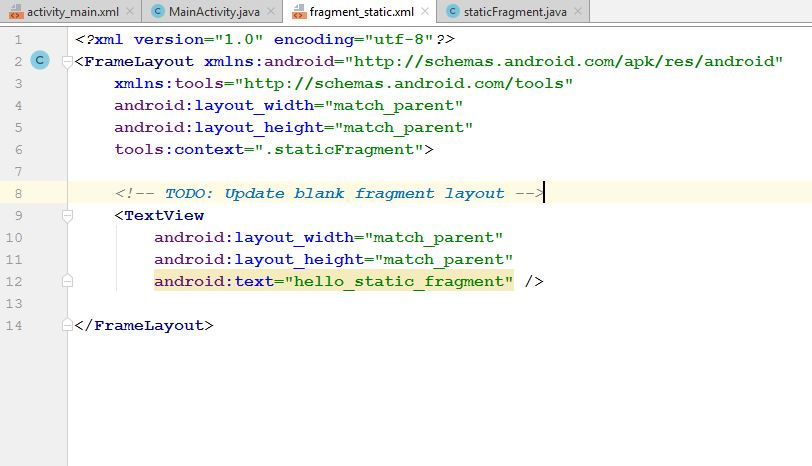 activity_main.xml MainActivity.java fragment_static.xml staticFragment.java
1 <?xml version="1.0" encoding="utf-8"?>
2 C <FrameLayout xmlns:android="http://schemas.android.com/apk/res/android"
3 xmlns:tools="http://schemas.android.com/tools"
4 android:layout_width="match_parent"
5 android:layout_height="match_parent"
6 tools:context=".staticFragment">
7
8 <!-- TODO: Update blank fragment layout -->
9 <TextView
10 android:layout_width="match_parent"
11 android:layout_height="match_parent"
12 android:text="hello_static_fragment" />
13
14 </FrameLayout>